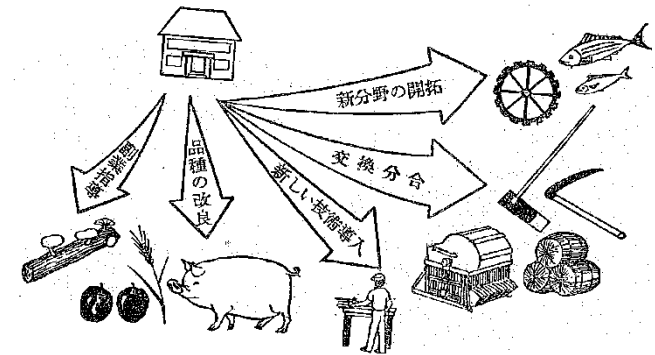 新分野の開拓
交換分合
新しい技術導入
品種の改良
副業指導